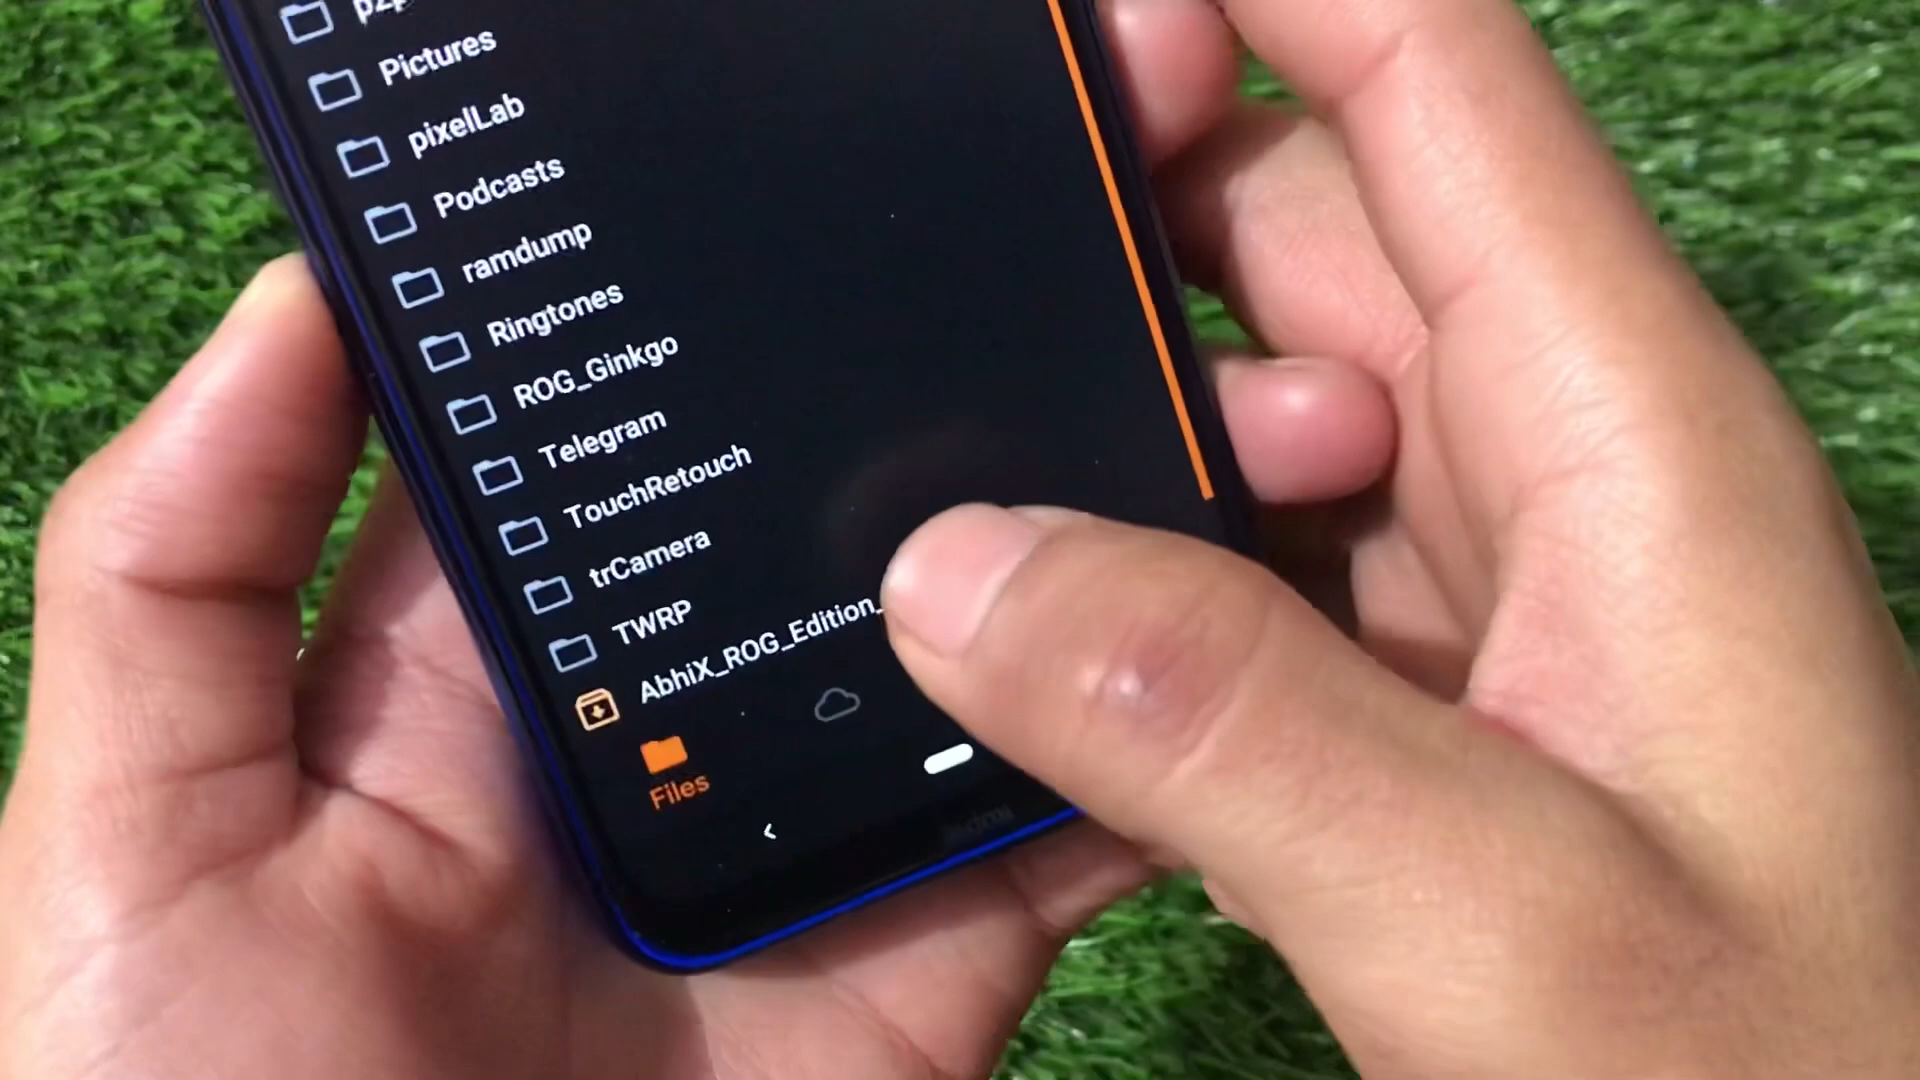 Pictures
pixelLab
Podcasts
ramdump
Ringtones
ROG_Ginkgo
Telegram
TouchRetouch
trCamera
TWRP
AbhiX_ROG_Edition_
Files